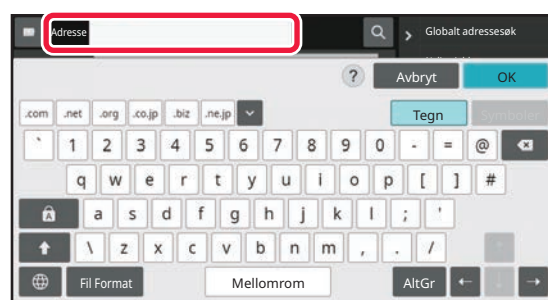 Adresse
Globalt adressesøk
? Avbryt OK
.com .net .org .co.jp .biz .ne.jp Tegn Symboler
` 1 2 3 4 5 6 7 8 9 0 - = @
q w e r t y u i o p [ ] #
A a s d f g h j k l ; '
\ z x c v b n m , . /
Fil Format Mellomrom AltGr ← ↓ →